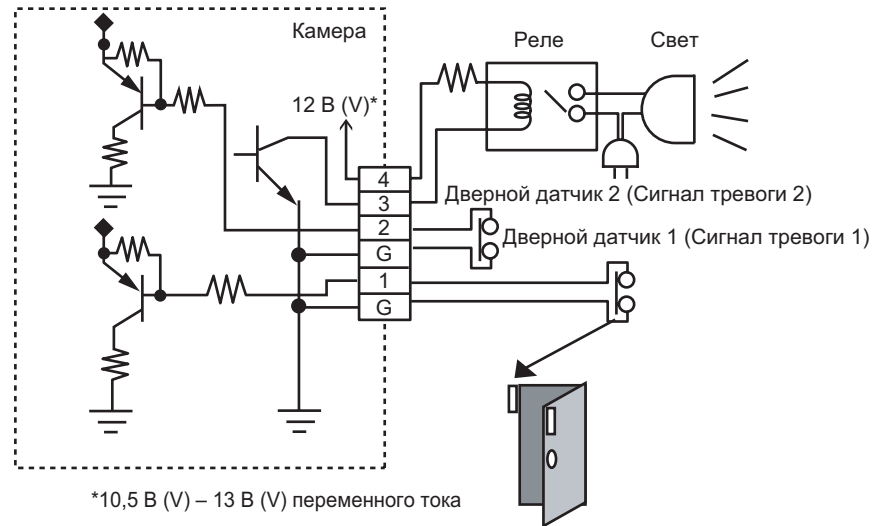 Камера
Реле
Свет
12 В (V)*
4
3
2
G
1
G
Дверной датчик 2 (Сигнал тревоги 2)
Дверной датчик 1 (Сигнал тревоги 1)
*10,5 В (V) – 13 В (V) переменного тока